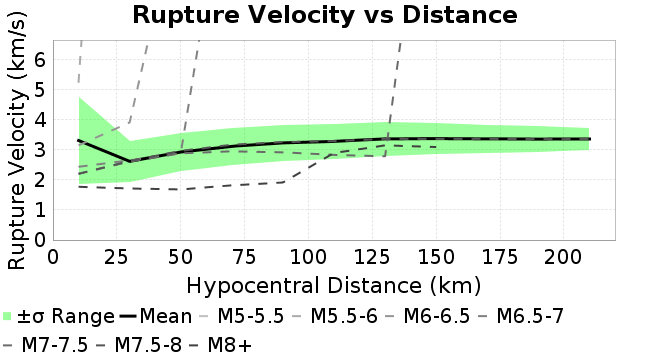 Rupture Velocity vs Distance
Rupture Velocity (km/s)
6
5
4
3
2
1
0
0 25 50 75 100 125 150 175 200
Hypocentral Distance (km)
±σ Range Mean M5-5.5 M5.5-6 M6-6.5 M6.5-7
M7-7.5 M7.5-8 M8+